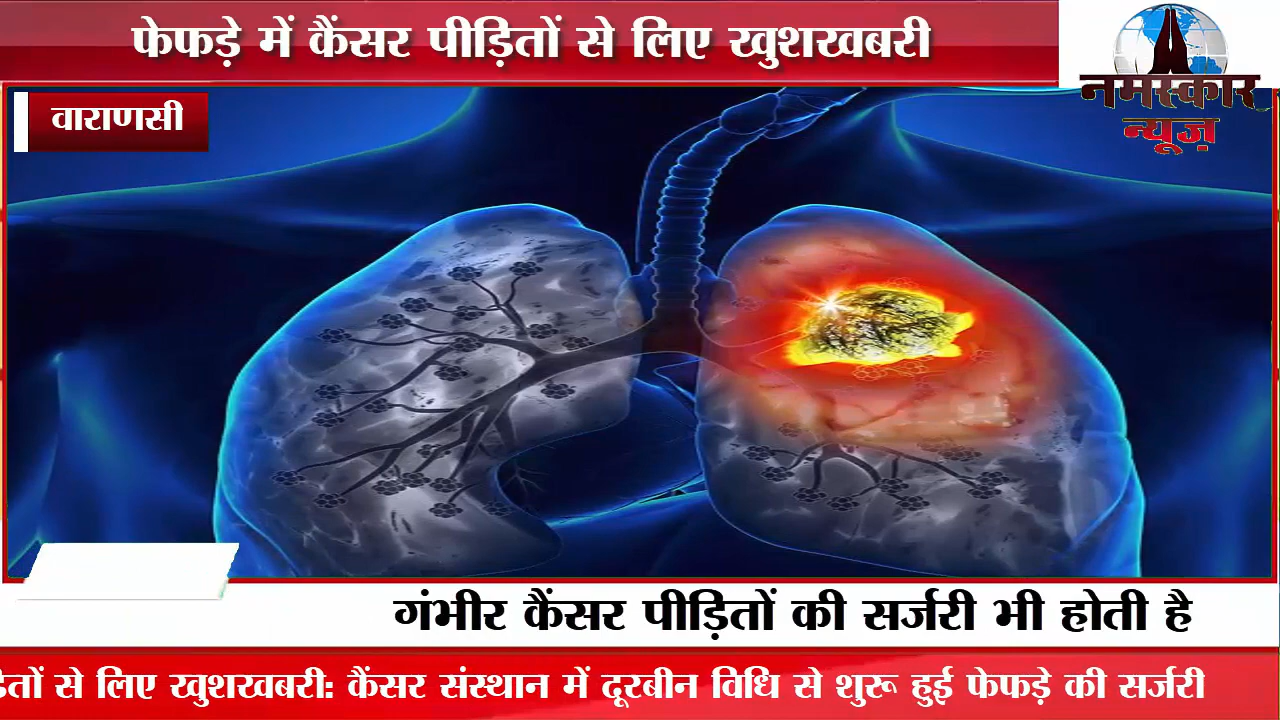 फेफड़े में कैंसर पीड़ितों से लिए खुशखबरी
नमस्कार
न्यूज़
वाराणसी
गंभीर कैंसर पीड़ितों की सर्जरी भी होती है
ड़ितों से लिए खुशखबरी: कैंसर संस्थान में दूरबीन विधि से शुरू हुई फेफड़े की सर्जरी